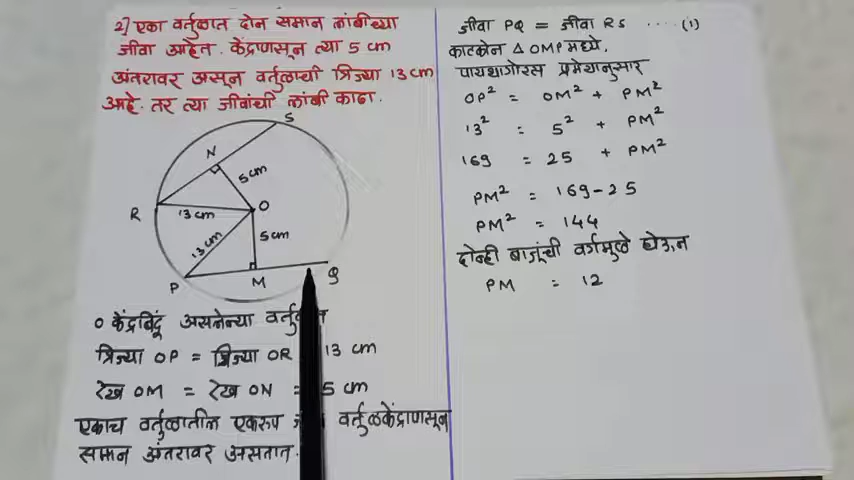 2) एका वर्तुळात दोन समान लांबीच्या
जीवा आहेत. केंद्रापासून त्या 5 cm
अंतरावर असून वर्तुळाची त्रिज्या 13 cm
आहे. तर त्या जीवांची लांबी काढा.
S
N
5 cm
R
13 cm
O
13 cm
5 cm
P
M
Q
O केंद्रबिंदू असलेल्या
त्रिज्या OP = त्रिज्या OR 13 cm
रेख OM = रेख ON = 5 cm
एकाच वर्तुळातील एकरुप वर्तुळकेंद्रापासून
समान अंतरावर असतात.
जीवा PQ = जीवा RS .... (1)
काटकोन △ OMP मध्ये,
पायथागोरस प्रमेयानुसार
OP² = OM² + PM²
13² = 5² + PM²
169 = 25 + PM²
PM² = 169-25
PM² = 144
दोन्ही बाजूंची वर्गमुळे घेऊन
PM = 12